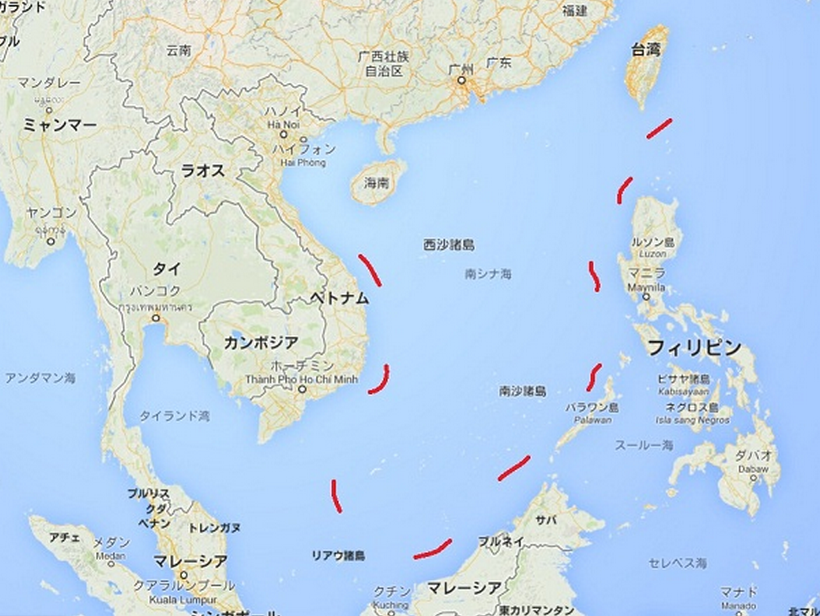 ガランド
プル
云南
广西壮族
自治区
广州
广东
福建
台湾
マンダレー
ミャンマー
ハノイ
Hà Nội
ハイフォン
Hai Phong
ラオス
海南
ヤンゴン
ရန်ကုန်
西沙諸島
南シナ海
ルソン島
Luzon
マニラ
Maynila
タイ
バンコク
กรุงเทพมหานคร
ベトナム
カンボジア
フィリピン
ホーチミン
Thành Phố Hồ Chí Minh
アンダマン海
タイランド湾
南沙諸島
パラワン島
Palawan
ビサヤ諸島
Kabisayaan
ネグロス島
Isla sang Negros
スールー海
ダバオ
Dabaw
プルリス
クダ
ペナン
トレンガヌ
アチェ
メダン
Medan
マレーシア
クアラルンプール
Kuala Lumpur
シンガポール
リアウ諸島
ブルネイ
サバ
クチン
Kuching
マレーシア
東カリマンタン
セレベス海
マナド
Manado
北マル